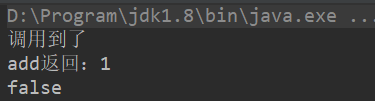 D:\Program\jdk1.8\bin\java.exe ...
调用到了
add返回：1
false